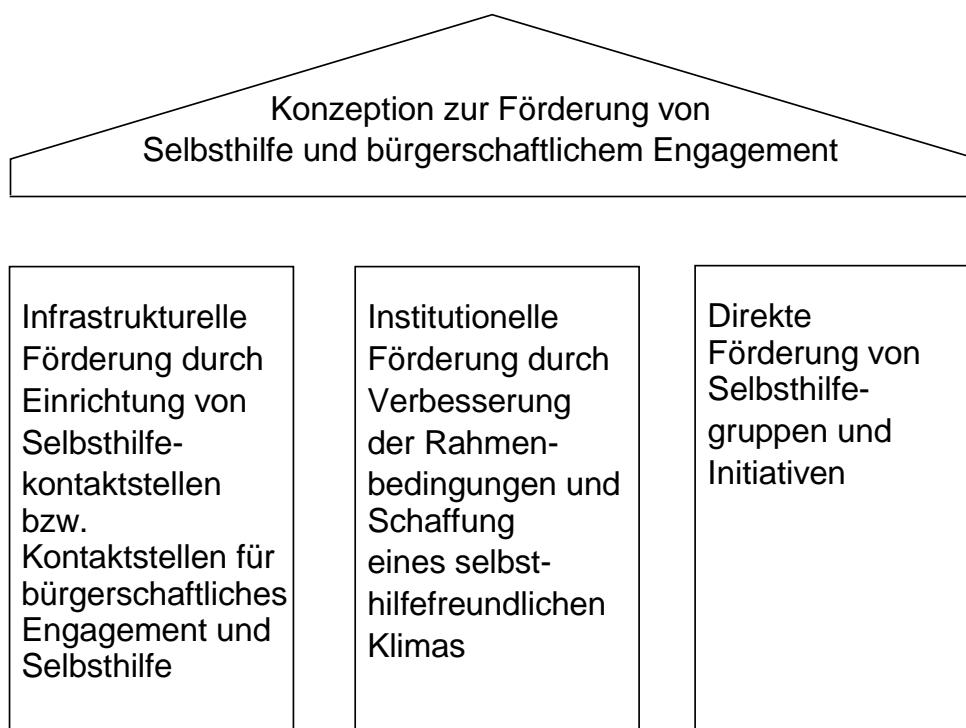 Konzeption zur Förderung von
Selbsthilfe und bürgerschaftlichem Engagement
Infrastrukturelle
Förderung durch
Einrichtung von
Selbsthilfe-
kontaktstellen
bzw.
Kontaktstellen für
bürgerschaftliches
Engagement und
Selbsthilfe
Institutionelle
Förderung durch
Verbesserung
der Rahmen-
bedingungen und
Schaffung
eines selbst-
hilfefreundlichen
Klimas
Direkte
Förderung von
Selbsthilfe-
gruppen und
Initiativen